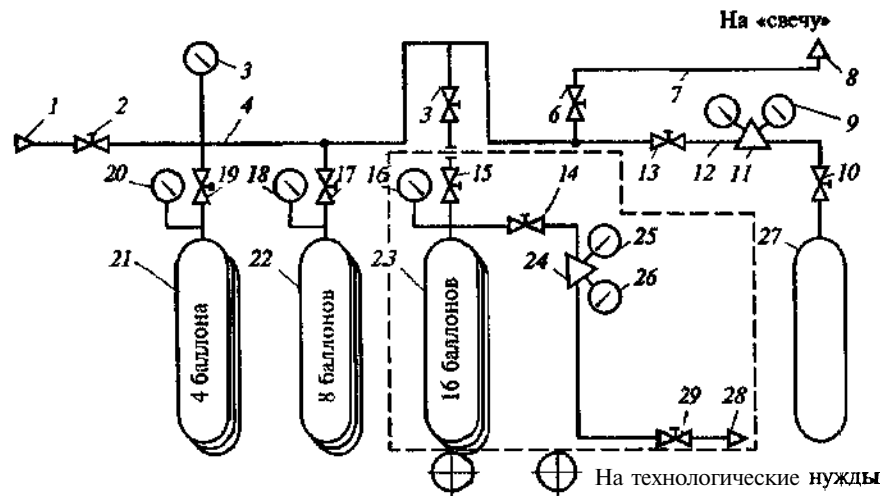 На «свечу»
3
1 2 4 3 6 7 8
9
20 19 18 17 16 15 14 13 12 11 10
21 22 23 24 25 27
26
4 баллона
8 баллонов
16 баллонов
29 28
На технологические нужды